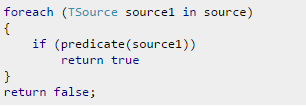 foreach (TSource source1 in source)
{
    if (predicate(source1))
        return true
}
return false;